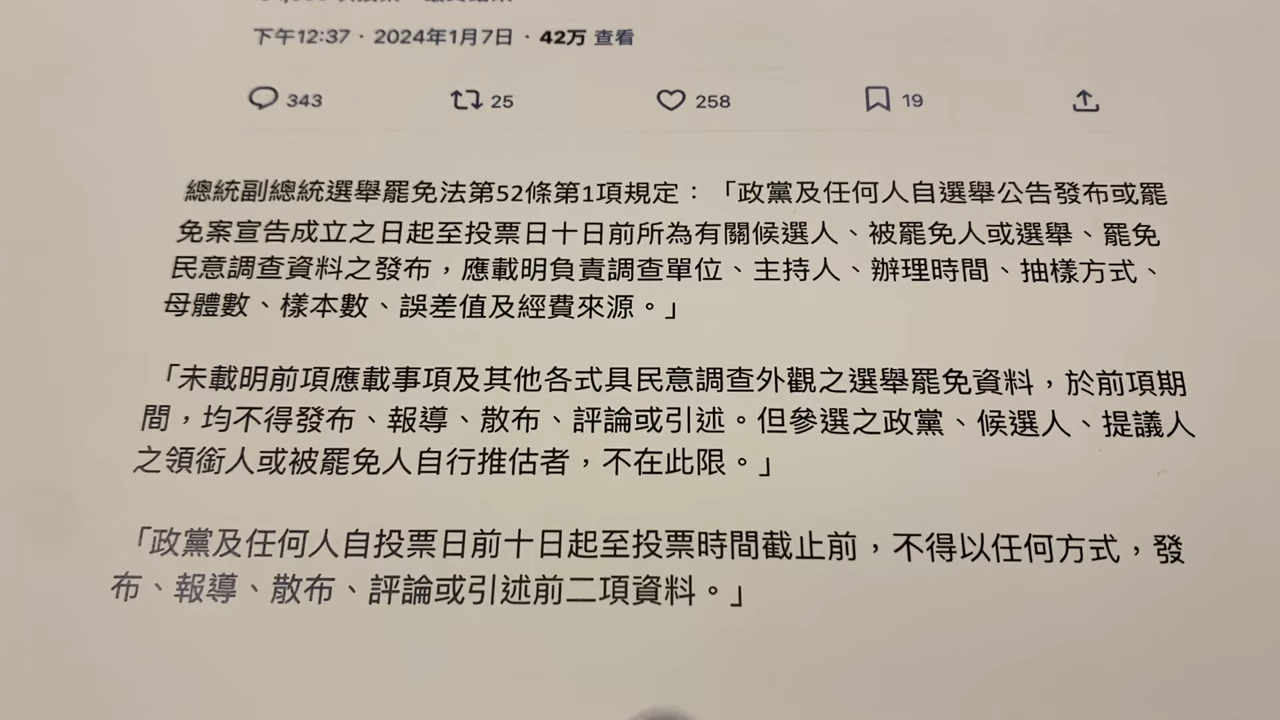 下午12:37 · 2024年1月7日 · 42万 查看
343 25 258 19
總統副總統選舉罷免法第52條第1項規定：「政黨及任何人自選舉公告發布或罷
免案宣告成立之日起至投票日十日前所為有關候選人、被罷免人或選舉、罷免
民意調查資料之發布，應載明負責調查單位、主持人、辦理時間、抽樣方式、
母體數、樣本數、誤差值及經費來源。」
「未載明前項應載事項及其他各式具民意調查外觀之選舉罷免資料，於前項期
間，均不得發布、報導、散布、評論或引述。但參選之政黨、候選人、提議人
之領銜人或被罷免人自行推估者，不在此限。」
「政黨及任何人自投票日前十日起至投票時間截止前，不得以任何方式，發
布、報導、散布、評論或引述前二項資料。」